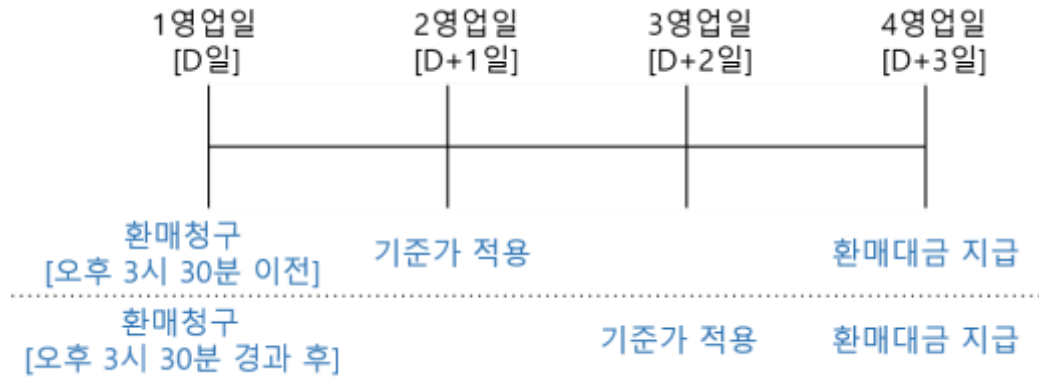 1영업일 2영업일 3영업일 4영업일
[D일] [D+1일] [D+2일] [D+3일]
환매청구
[오후 3시 30분 이전] 기준가 적용 환매대금 지급
환매청구
[오후 3시 30분 경과 후] 기준가 적용 환매대금 지급